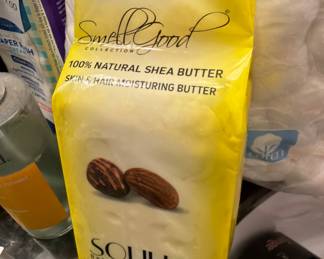 SmellGood
COLLECTION
100% NATURAL SHEA BUTTER
SKIN & HAIR MOISTURING BUTTER